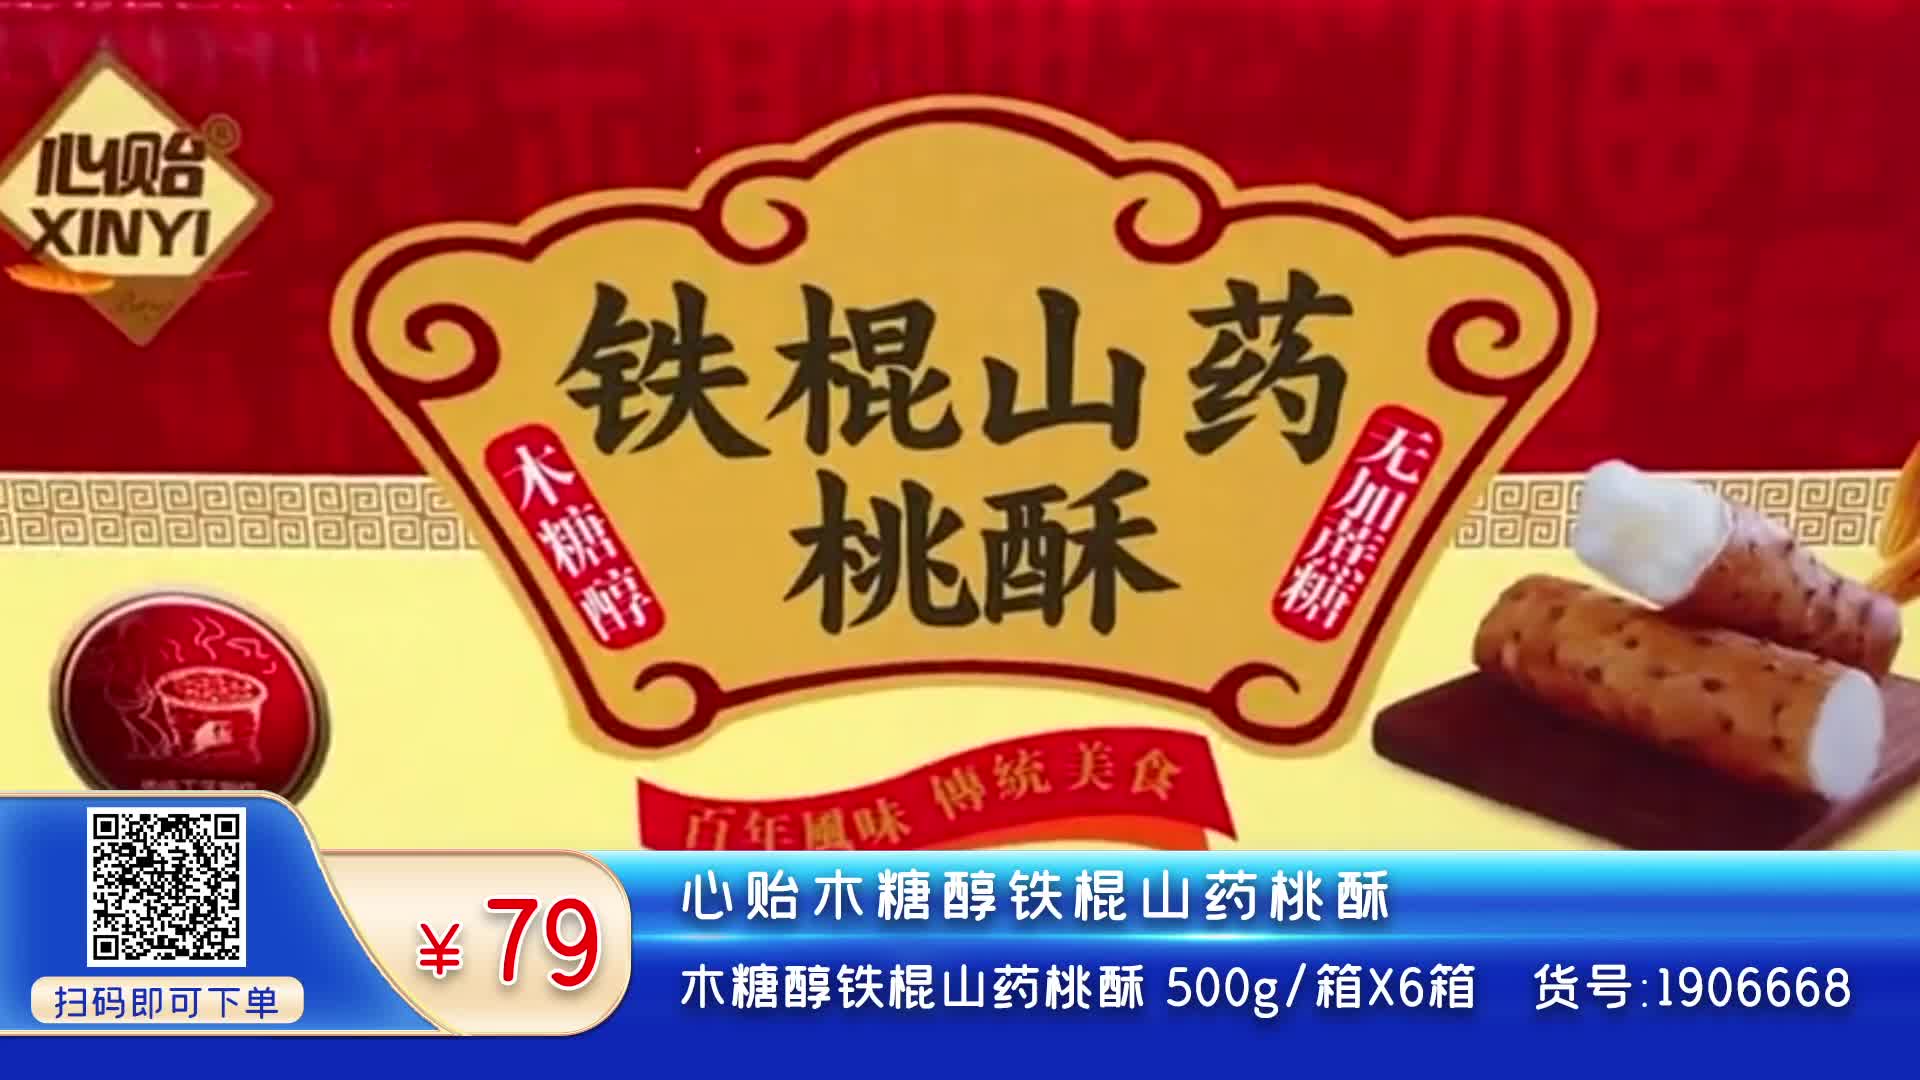 心贻®
XINYI
铁棍山药
桃酥
木糖醇
无加蔗糖
百年風味 傳統美食
扫码即可下单
¥79
心贻木糖醇铁棍山药桃酥
木糖醇铁棍山药桃酥 500g/箱X6箱 货号:1906668